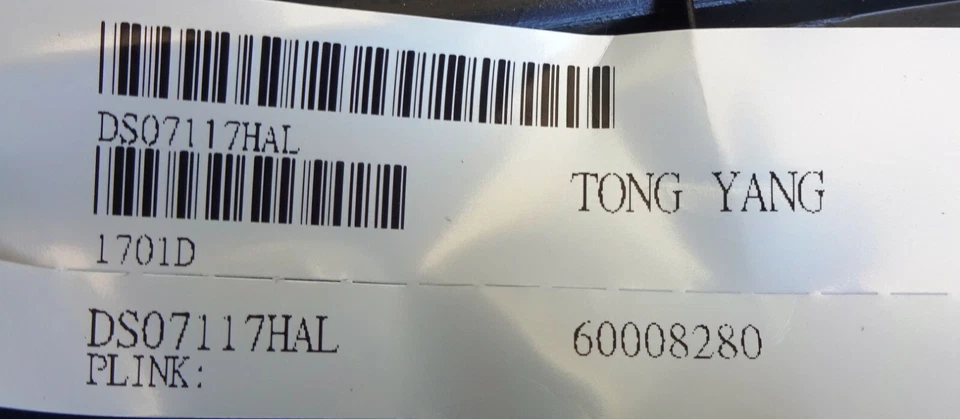 DS07117HAL
TONG YANG
1701D
DS07117HAL 60008280
PLINK: